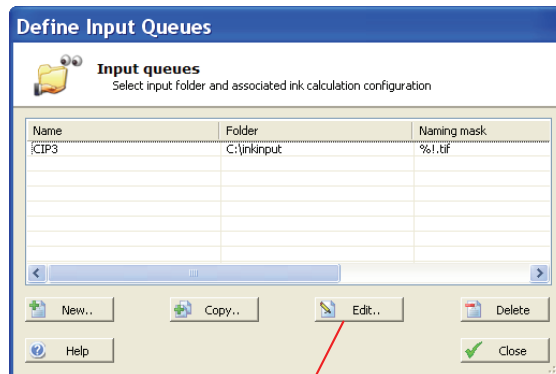 Define Input Queues
Input queues
Select input folder and associated ink calculation configuration
Name Folder Naming mask
CIP3 C:\inkinput %!.tif
New.. Copy.. Edit.. Delete
Help Close